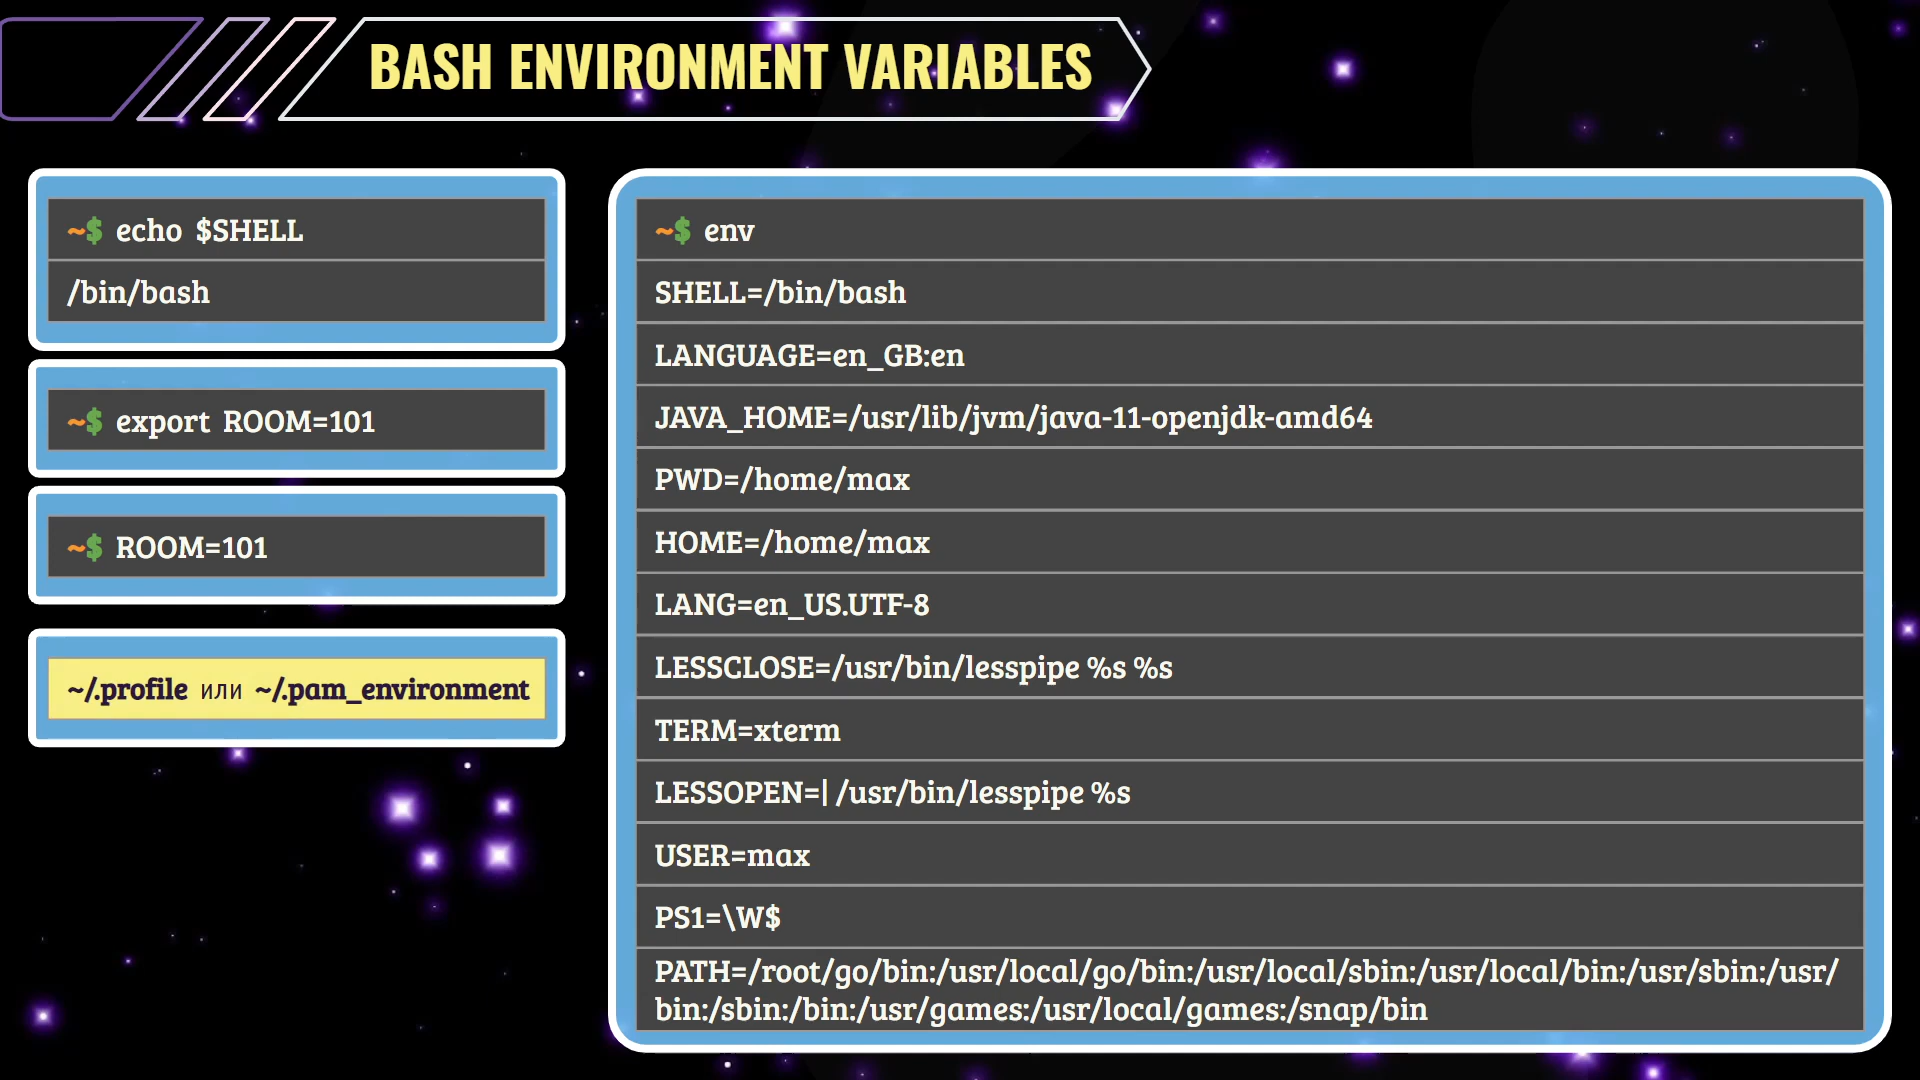 BASH ENVIRONMENT VARIABLES
~$ echo $SHELL
/bin/bash
~$ export ROOM=101
~$ ROOM=101
~/.profile или ~/.pam_environment
~$ env
SHELL=/bin/bash
LANGUAGE=en_GB:en
JAVA_HOME=/usr/lib/jvm/java-11-openjdk-amd64
PWD=/home/max
HOME=/home/max
LANG=en_US.UTF-8
LESSCLOSE=/usr/bin/lesspipe %s %s
TERM=xterm
LESSOPEN=| /usr/bin/lesspipe %s
USER=max
PS1=\W$
PATH=/root/go/bin:/usr/local/go/bin:/usr/local/sbin:/usr/local/bin:/usr/sbin:/usr/
bin:/sbin:/bin:/usr/games:/usr/local/games:/snap/bin